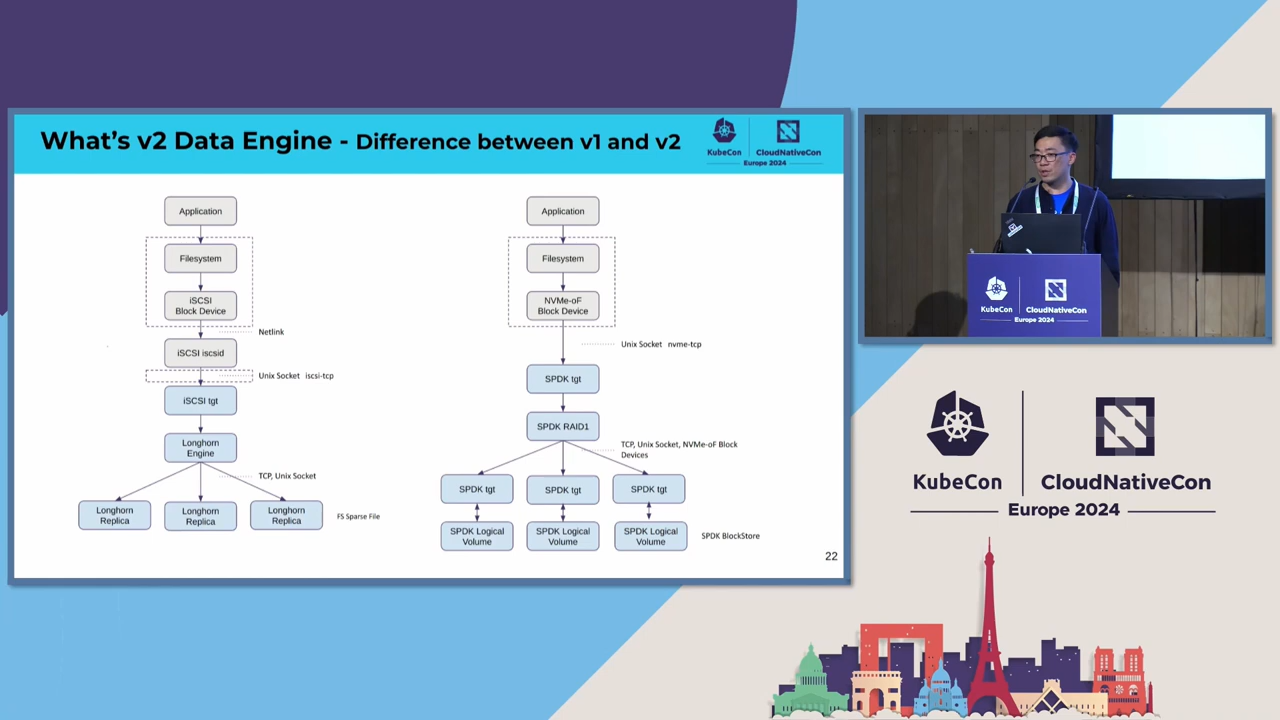 What's v2 Data Engine - Difference between v1 and v2
KubeCon
CloudNativeCon
Europe 2024
Application
Filesystem
iSCSI
Block Device
Netlink
iSCSI iscsid
Unix Socket iscsi-tcp
iSCSI tgt
Longhorn
Engine
TCP, Unix Socket
Longhorn
Replica
Longhorn
Replica
Longhorn
Replica
FS Sparse File
Application
Filesystem
NVMe-oF
Block Device
Unix Socket nvme-tcp
SPDK tgt
SPDK RAID1
TCP, Unix Socket, NVMe-oF Block
Devices
SPDK tgt
SPDK tgt
SPDK tgt
SPDK Logical
Volume
SPDK Logical
Volume
SPDK Logical
Volume
SPDK BlockStore
22
KubeCon
CloudNativeCon
Europe 2024
KubeCon
CloudNativeCon
Europe 2024